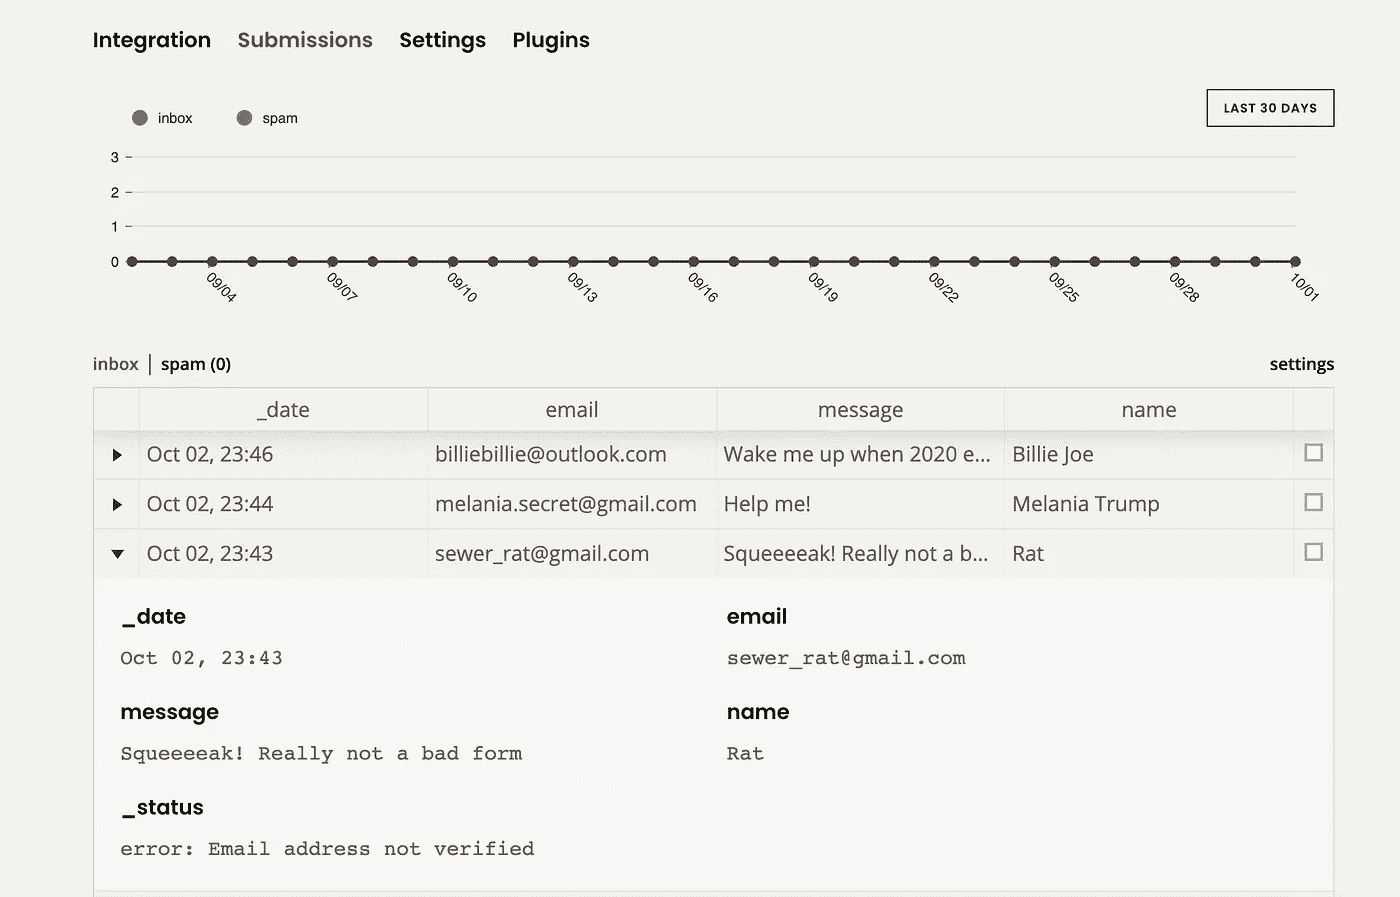 Integration Submissions Settings Plugins
inbox spam
LAST 30 DAYS
3
2
1
0
09/04 09/07 09/10 09/13 09/16 09/19 09/22 09/25 09/28 10/01
inbox | spam (0) settings
_date email message name
Oct 02, 23:46 billiebillie@outlook.com Wake me up when 2020 e... Billie Joe
Oct 02, 23:44 melania.secret@gmail.com Help me! Melania Trump
Oct 02, 23:43 sewer_rat@gmail.com Squeeeeak! Really not a b... Rat
_date email
Oct 02, 23:43 sewer_rat@gmail.com
message name
Squeeeeak! Really not a bad form Rat
_status
error: Email address not verified